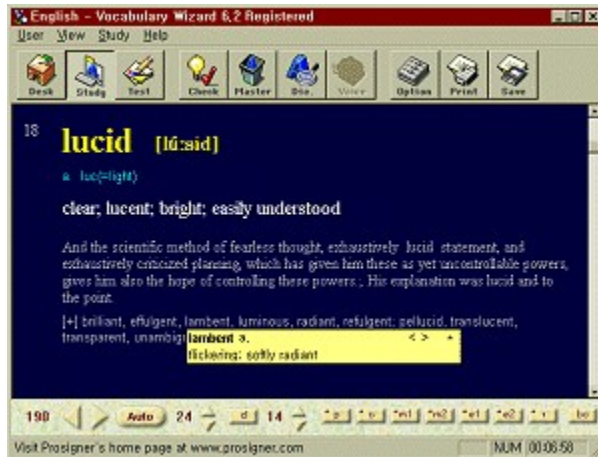 English - Vocabulary Wizard 6.2 Registered
User View Study Help
Desk Study Test Check Master Dic. Voice Option Print Save
18
lucid [lú:sid]
a luc(=light)
clear; lucent; bright; easily understood
And the scientific method of fearless thought, exhaustively lucid statement, and
exhaustively criticized planning, which has given him these as yet uncontrollable powers,
gives him also the hope of controlling these powers.; His explanation was lucid and to
the point.
[+] brilliant, effulgent, lambent, luminous, radiant, refulgent; pellucid, translucent,
transparent, unambig
lambent a. < > *
flickering; softly radiant
190 Auto 24 d 14 *p *m1 *m2 *e1 *e2
Visit Prosigner's home page at www.prosigner.com NUM 00:06:58